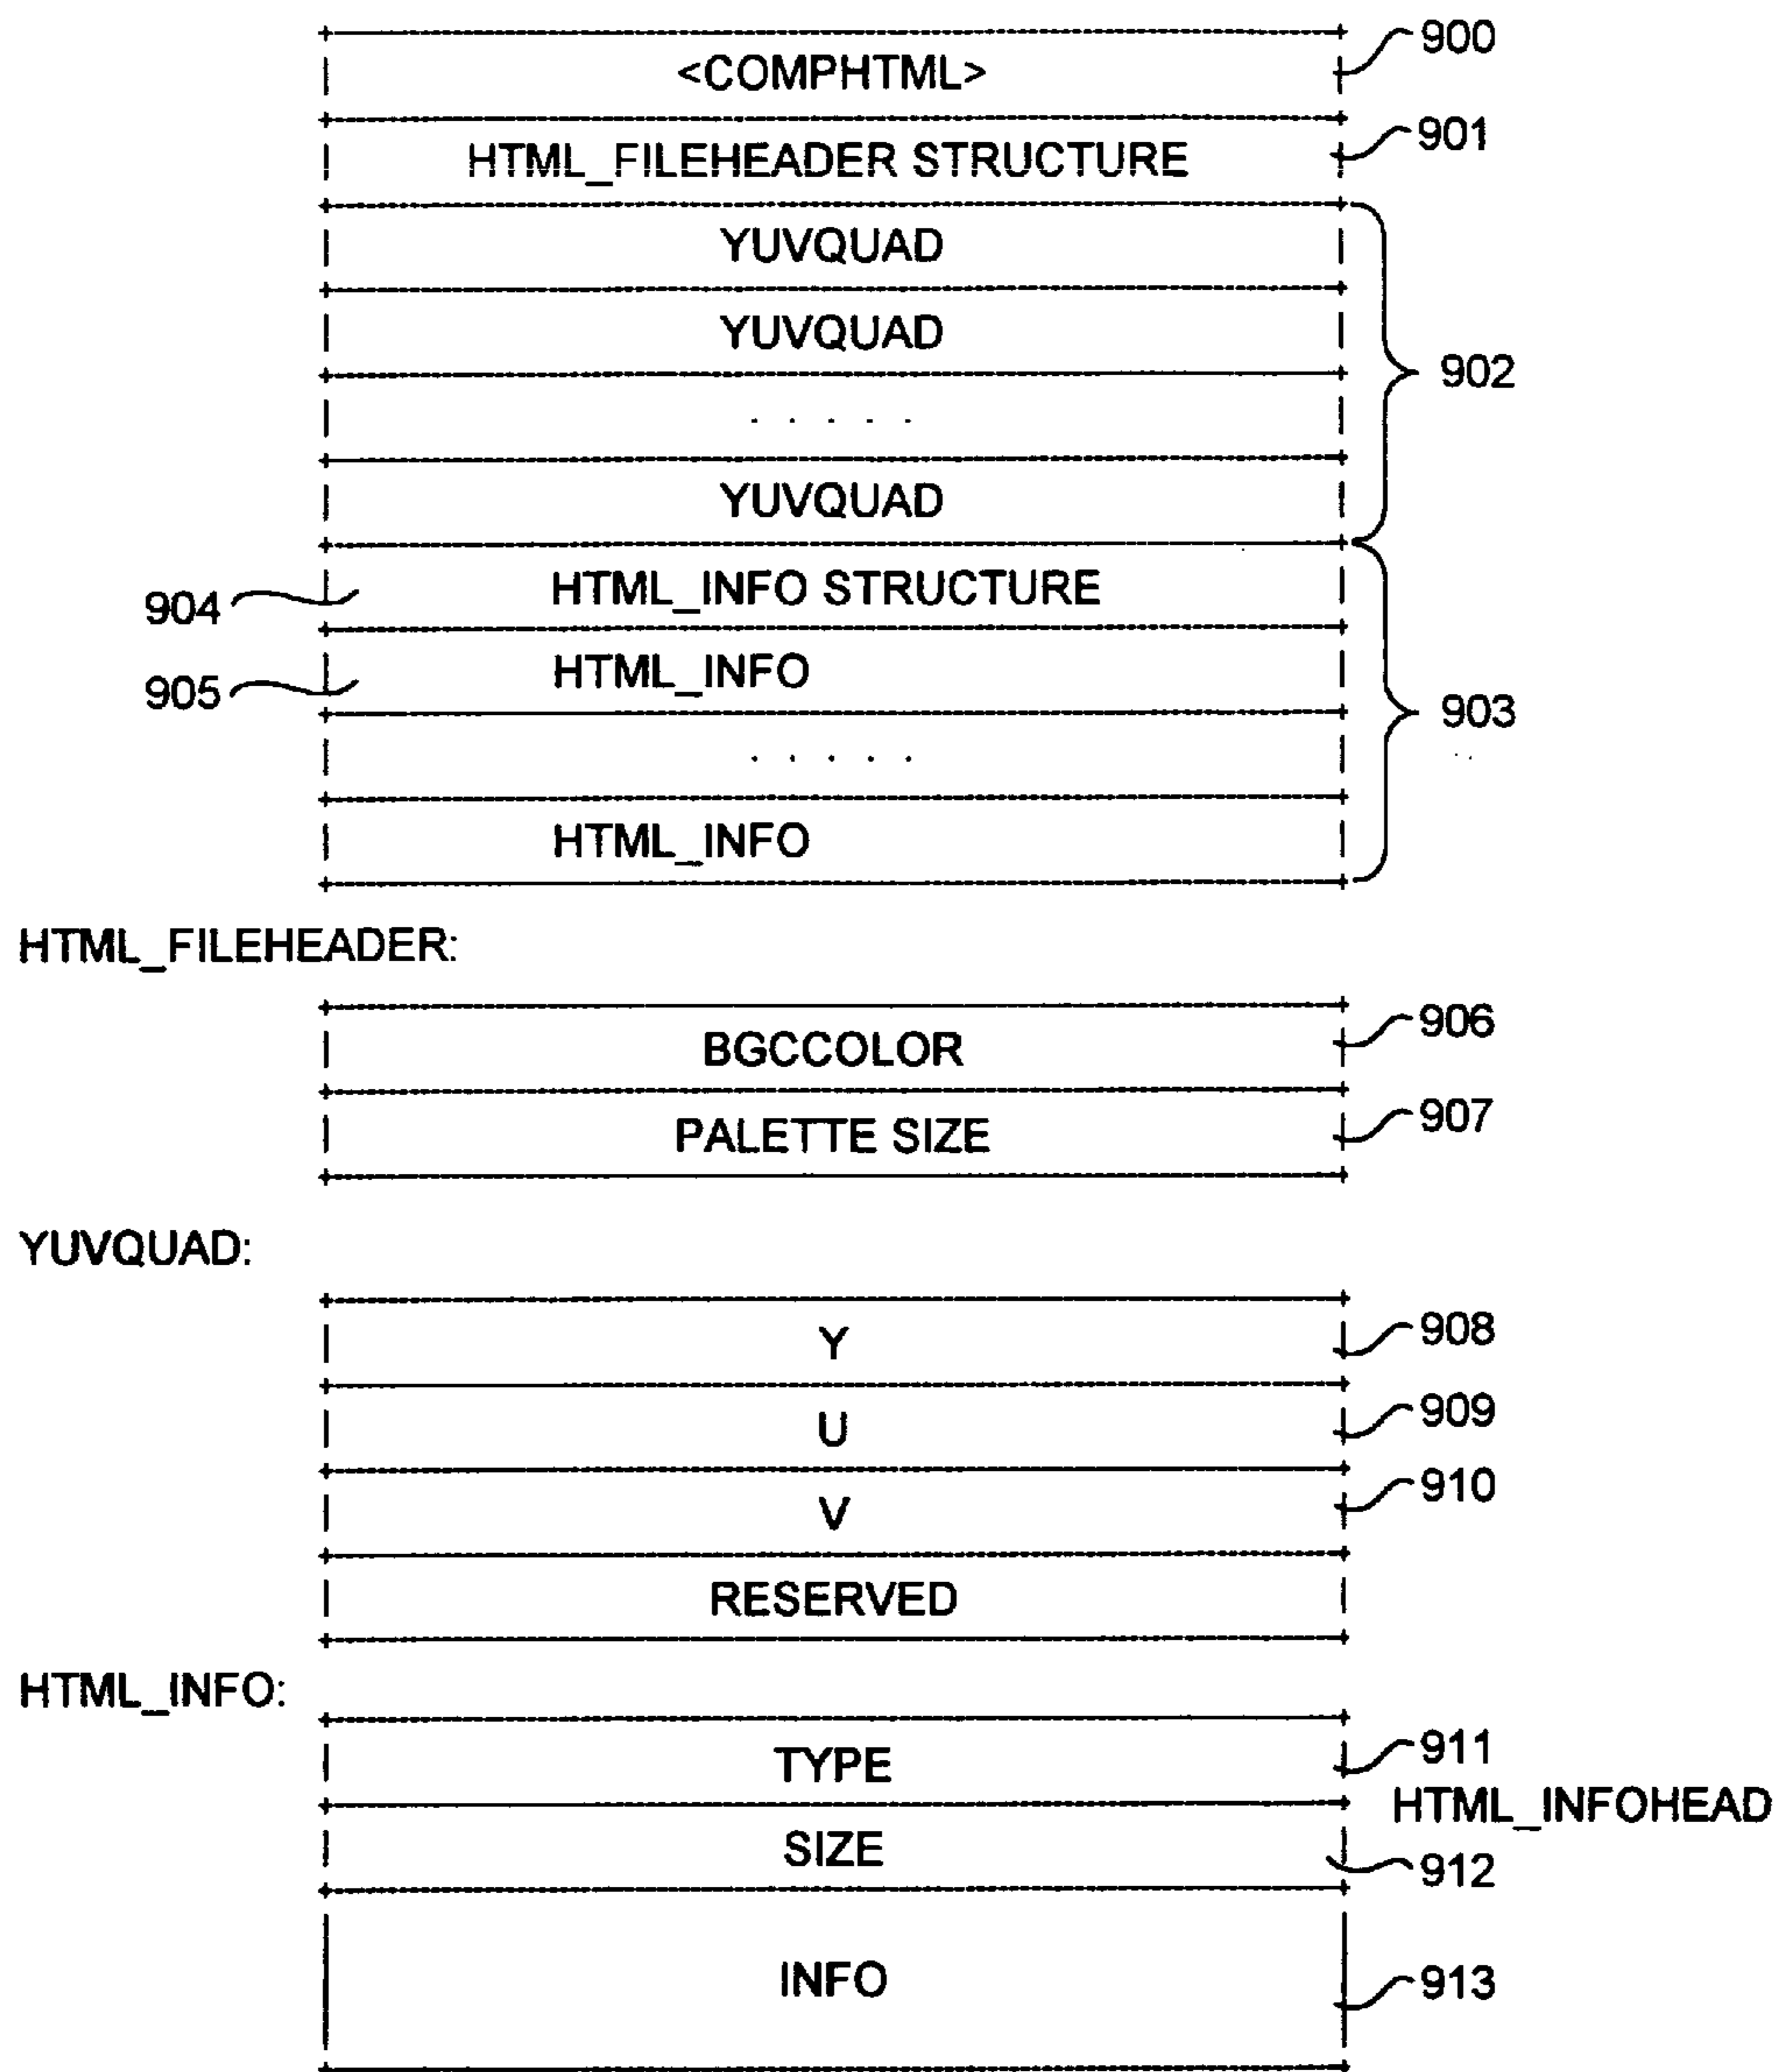 900
<COMPHTML>
901
HTML_FILEHEADER STRUCTURE
YUVQUAD
YUVQUAD
902
. . . . .
YUVQUAD
904
HTML_INFO STRUCTURE
905
HTML_INFO
903
. . . . .
HTML_INFO
HTML_FILEHEADER:
906
BGCCOLOR
907
PALETTE SIZE
YUVQUAD:
908
Y
909
U
910
V
RESERVED
HTML_INFO:
911
TYPE
HTML_INFOHEAD
SIZE
912
INFO
913